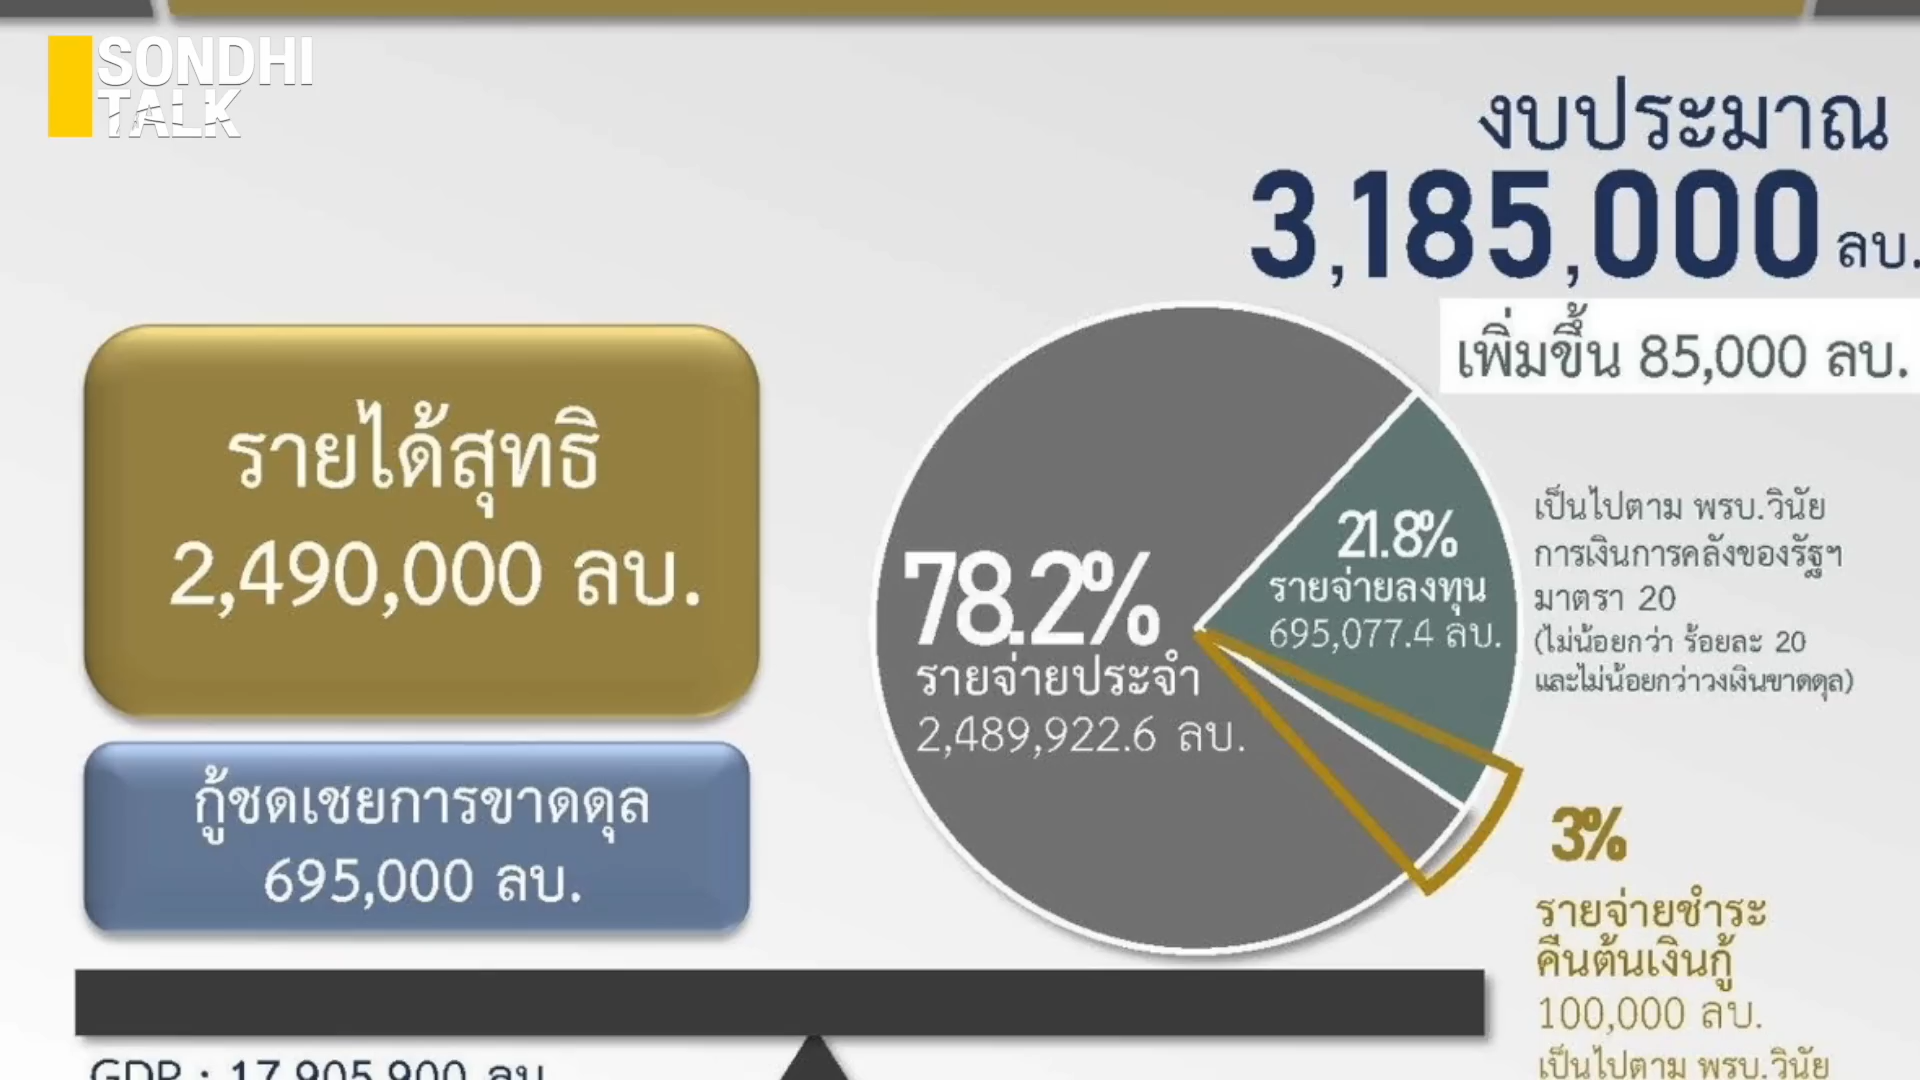 SONDHI
TALK
งบประมาณ
3,185,000 ลบ.
เพิ่มขึ้น 85,000 ลบ.
รายได้สุทธิ
2,490,000 ลบ.
กู้ชดเชยการขาดดุล
695,000 ลบ.
78.2%
รายจ่ายประจำ
2,489,922.6 ลบ.
21.8%
รายจ่ายลงทุน
695,077.4 ลบ.
เป็นไปตาม พรบ.วินัย
การเงินการคลังของรัฐฯ
มาตรา 20
(ไม่น้อยกว่า ร้อยละ 20
และไม่น้อยกว่าวงเงินขาดดุล)
3%
รายจ่ายชำระ
คืนต้นเงินกู้
100,000 ลบ.
เป็นไปตาม พรบ.วินัย
GDP : 17,905,900 ลบ.